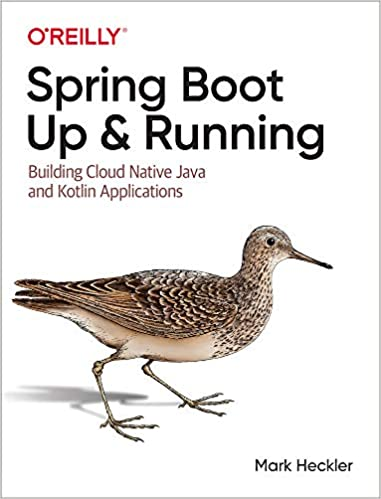 O'REILLY®
Spring Boot
Up & Running
Building Cloud Native Java
and Kotlin Applications
Mark Heckler